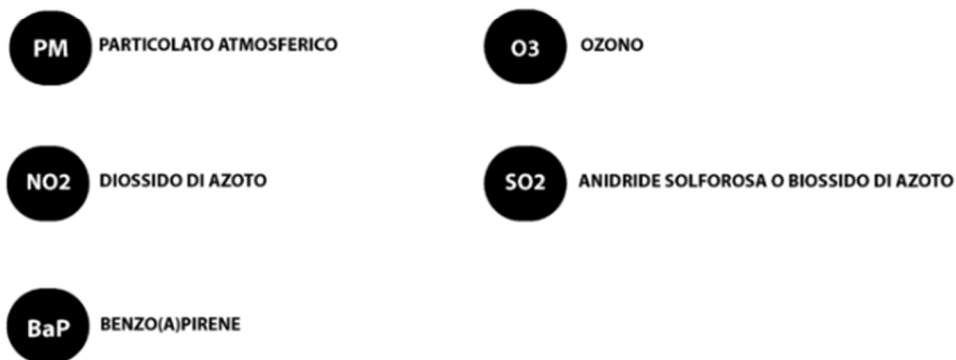 PM PARTICOLATO ATMOSFERICO
O3 OZONO
NO2 DIOSSIDO DI AZOTO
SO2 ANIDRIDE SOLFOROSA O BIOSSIDO DI AZOTO
BaP BENZO(A)PIRENE